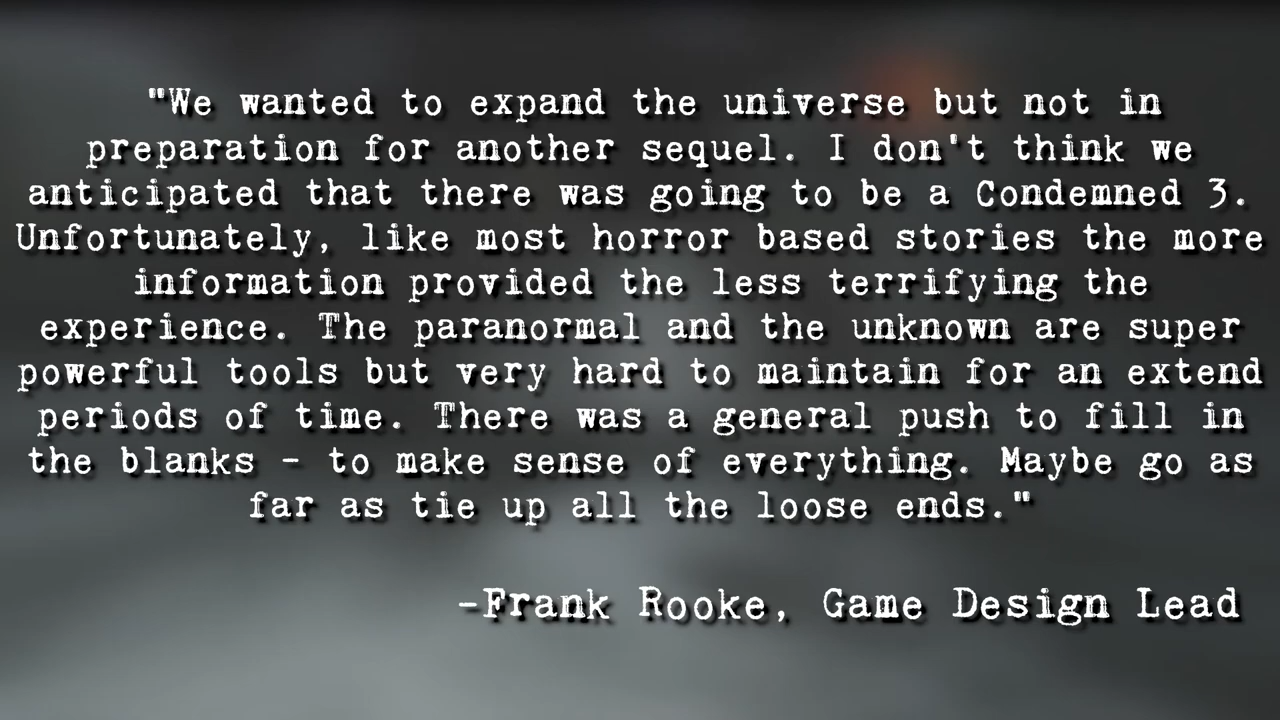 "We wanted to expand the universe but not in
preparation for another sequel. I don't think we
anticipated that there was going to be a Condemned 3.
Unfortunately, like most horror based stories the more
information provided the less terrifying the
experience. The paranormal and the unknown are super
powerful tools but very hard to maintain for an extend
periods of time. There was a general push to fill in
the blanks - to make sense of everything. Maybe go as
far as tie up all the loose ends."
-Frank Rooke, Game Design Lead